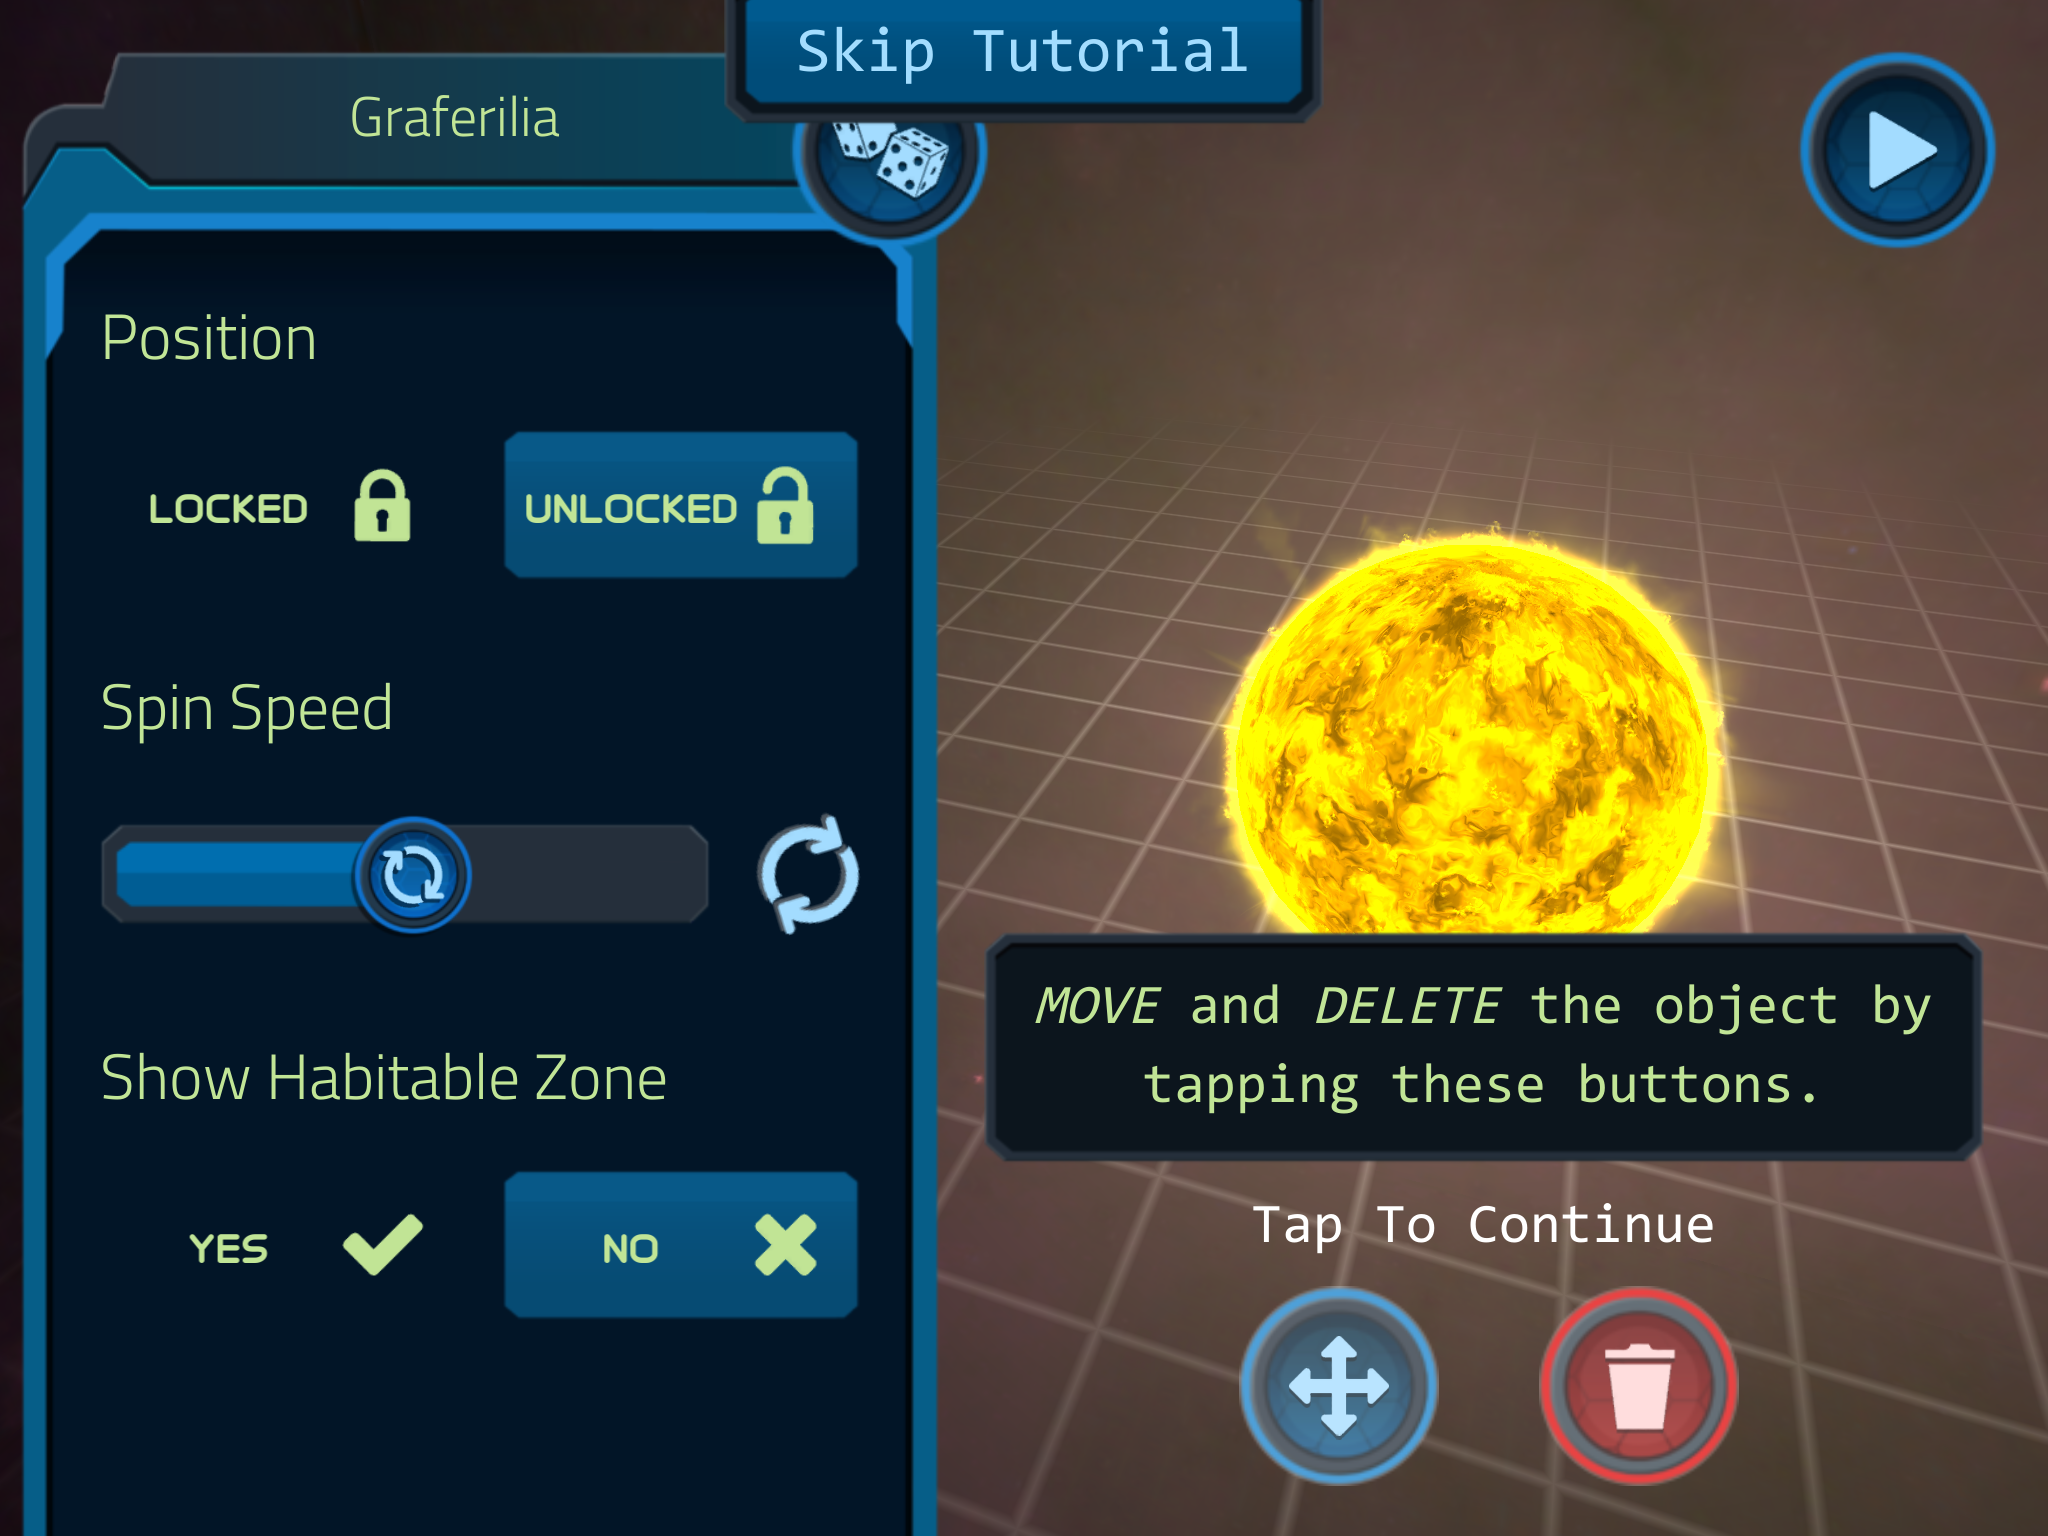 Skip Tutorial
Graferilia
Position
LOCKED
UNLOCKED
Spin Speed
Show Habitable Zone
YES
NO
MOVE and DELETE the object by
tapping these buttons.
Tap To Continue